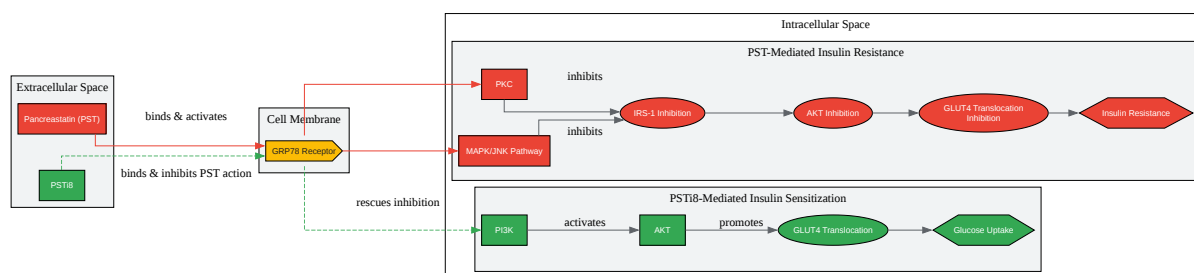 Intracellular Space
PST-Mediated Insulin Resistance
Extracellular Space
Pancreastatin (PST)
PSTi8
binds & activates
binds & inhibits PST action
Cell Membrane
GRP78 Receptor
rescues inhibition
PKC
inhibits
MAPK/JNK Pathway
inhibits
IRS-1 Inhibition
AKT Inhibition
GLUT4 Translocation
Inhibition
Insulin Resistance
PSTi8-Mediated Insulin Sensitization
PI3K
activates
AKT
promotes
GLUT4 Translocation
Glucose Uptake